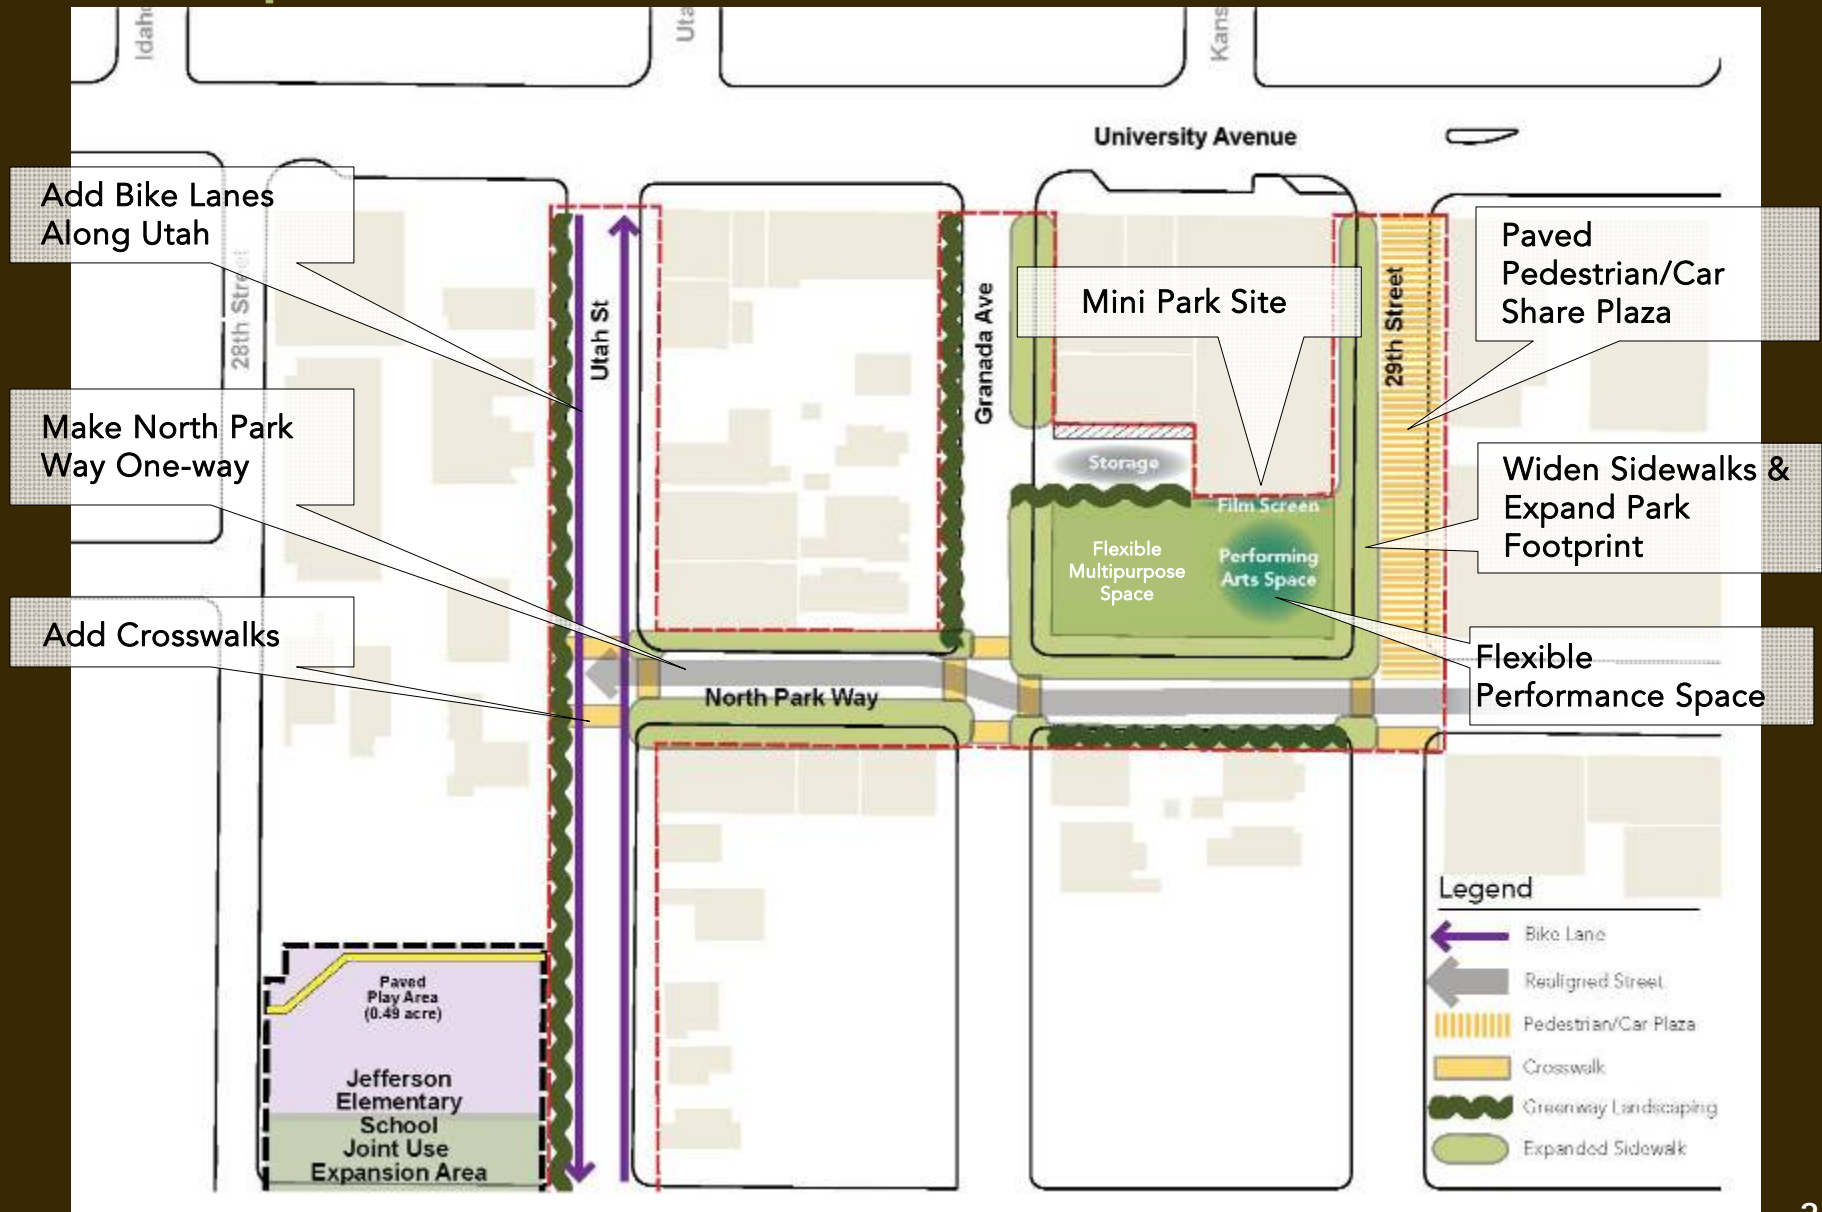 Idaho
Uta
Kans
University Avenue
Add Bike Lanes
Along Utah
28th Street
Utah St
Granada Ave
Mini Park Site
29th Street
Paved
Pedestrian/Car
Share Plaza
Make North Park
Way One-way
Storage
Film Screen
Flexible
Multipurpose
Space
Performing
Arts Space
Widen Sidewalks &
Expand Park
Footprint
Add Crosswalks
North Park Way
Flexible
Performance Space
Paved
Play Area
(0.49 acre)
Jefferson
Elementary
School
Joint Use
Expansion Area
Legend
Bike Lane
Realigned Street
Pedestrian/Car Plaza
Crosswalk
Greenway Landscaping
Expanded Sidewalk